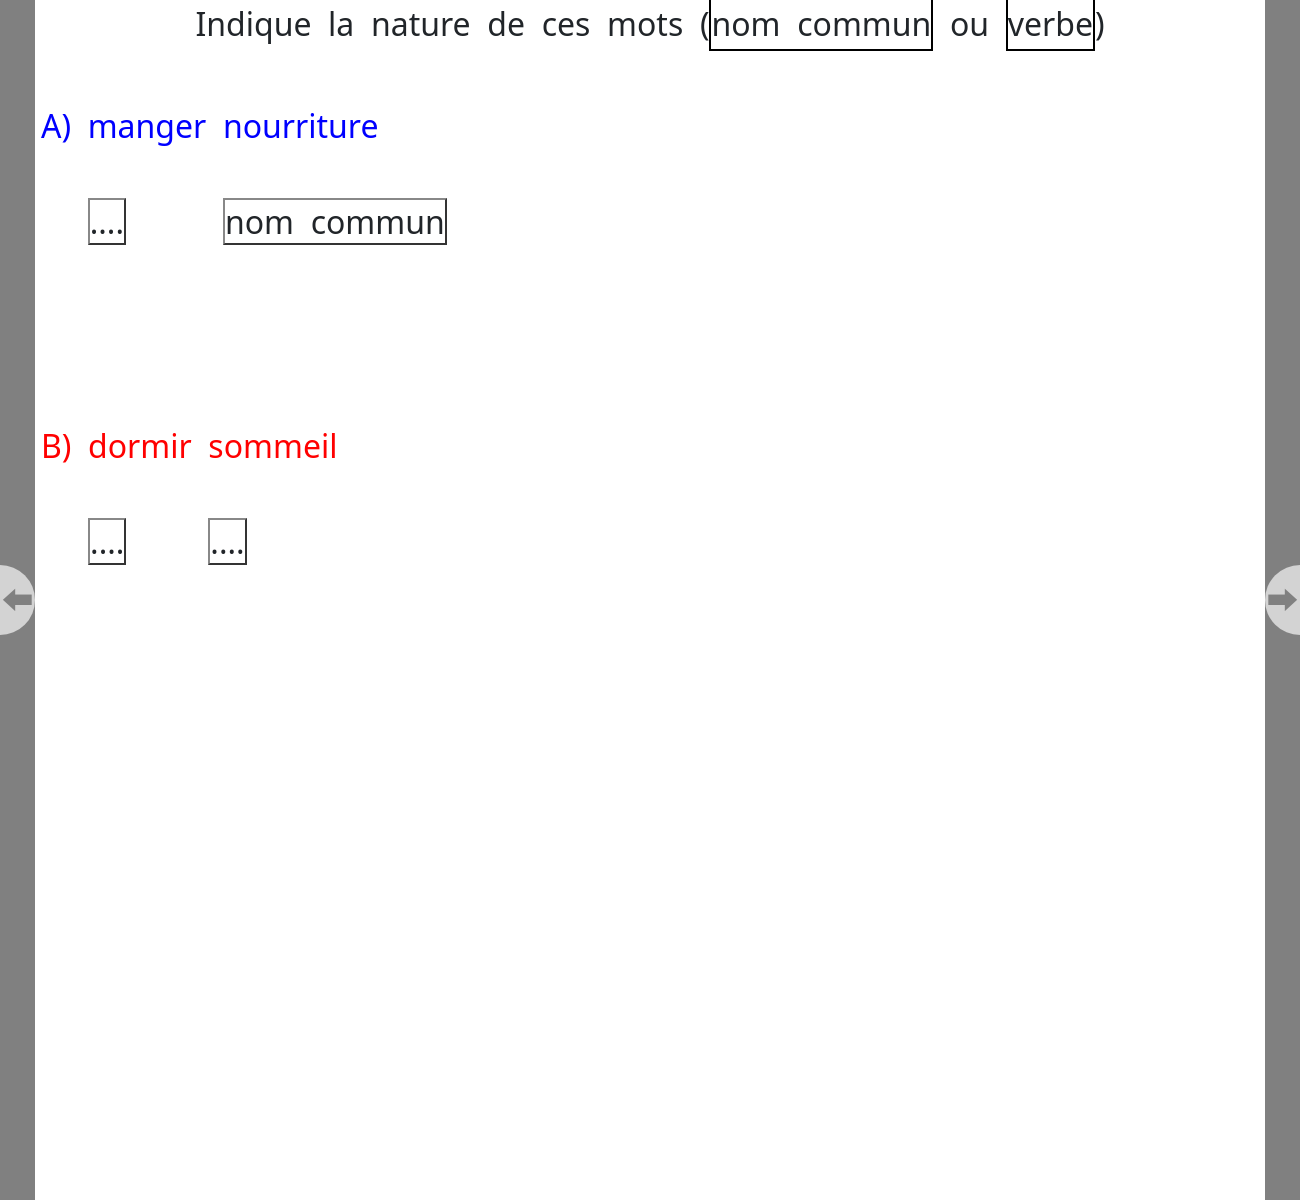 Indique la nature de ces mots (nom commun ou verbe)
A) manger nourriture
.... nom commun
B) dormir sommeil
.... ....